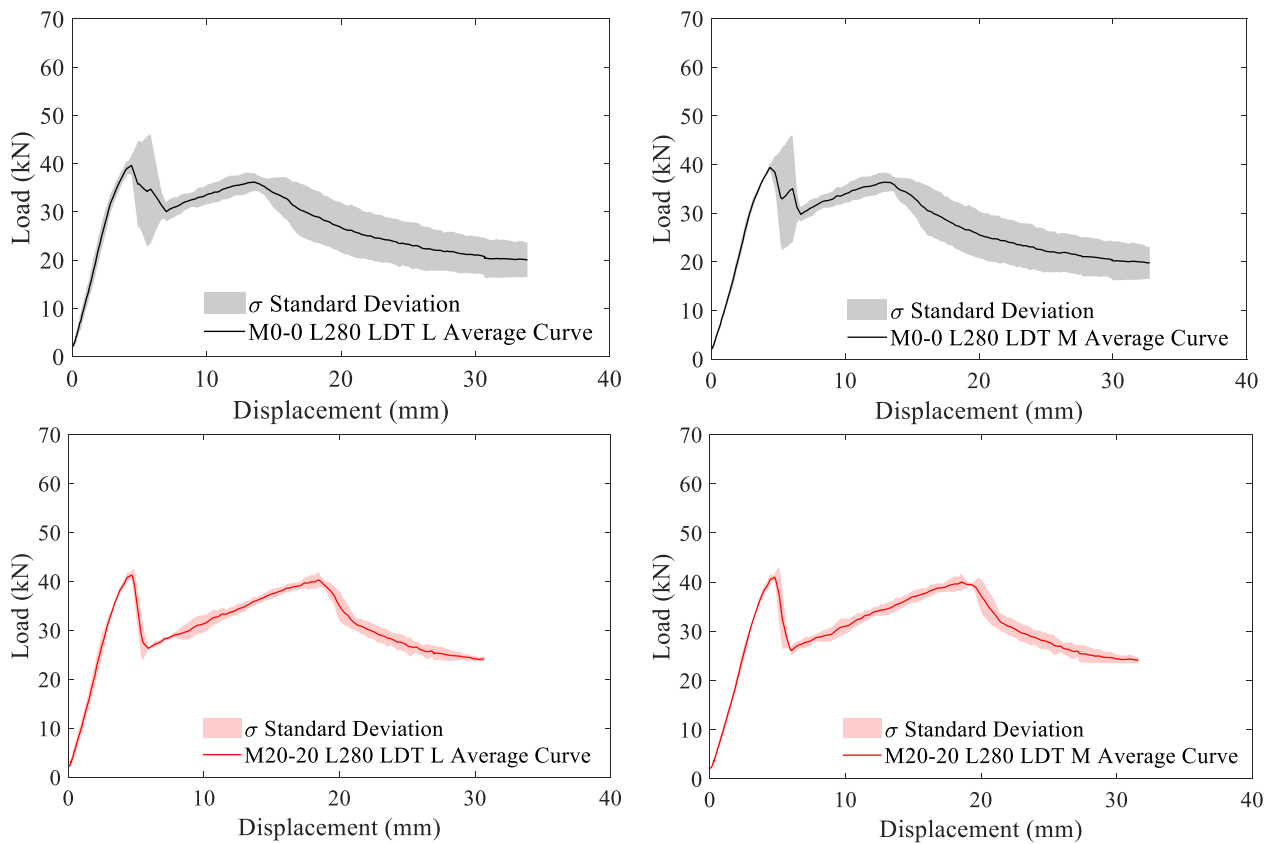 70
60
50
40
30
20
10
0
Load (kN)
σ Standard Deviation
M0-0 L280 LDT L Average Curve
0 10 20 30 40
Displacement (mm)
70
60
50
40
30
20
10
0
Load (kN)
σ Standard Deviation
M0-0 L280 LDT M Average Curve
0 10 20 30 40
Displacement (mm)
70
60
50
40
30
20
10
0
Load (kN)
σ Standard Deviation
M20-20 L280 LDT L Average Curve
0 10 20 30 40
Displacement (mm)
70
60
50
40
30
20
10
0
Load (kN)
σ Standard Deviation
M20-20 L280 LDT M Average Curve
0 10 20 30 40
Displacement (mm)